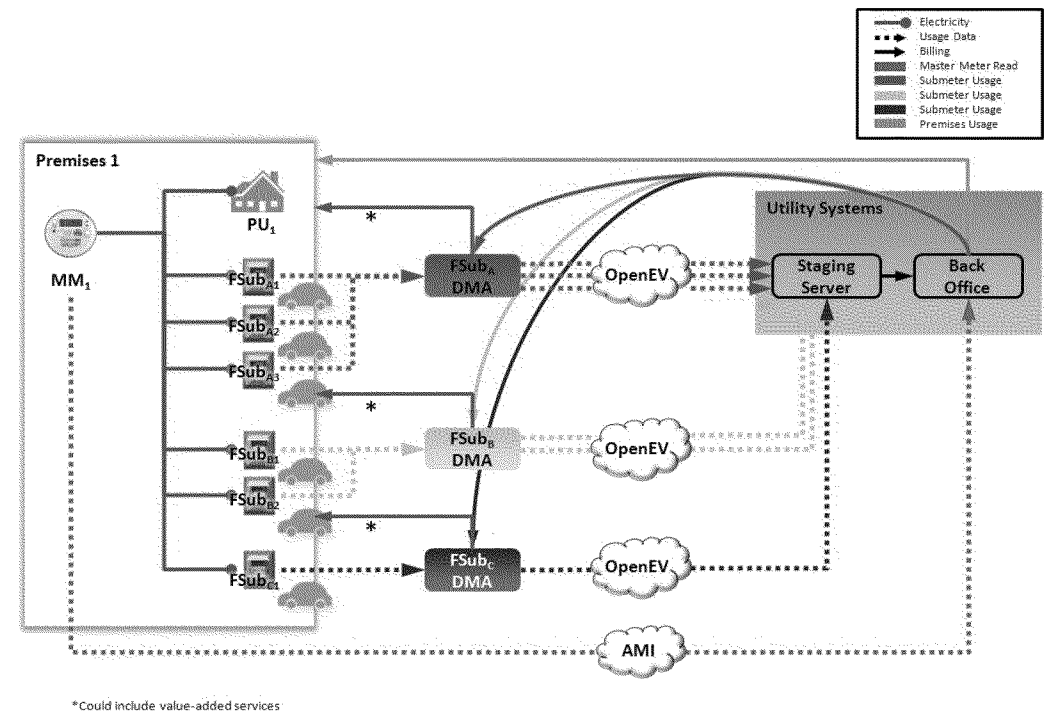 Electricity
Usage Data
Billing
Master Meter Read
Submeter Usage
Submeter Usage
Submeter Usage
Premises Usage
Premises 1
PU1
MM1
*
Utility Systems
FSubA
DMA
OpenEV
Staging
Server
Back
Office
FSubA1
FSubA2
FSubA3
*
FSubB
DMA
OpenEV
FSubB1
FSubB2
*
FSubC
DMA
OpenEV
FSubC1
AMI
*Could include value-added services